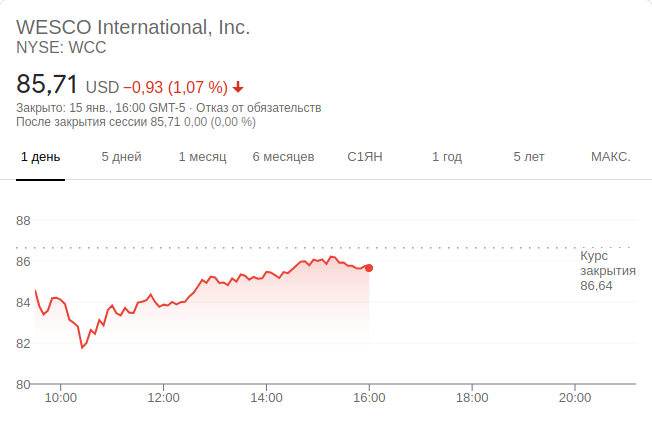 WESCO International, Inc.
NYSE: WCC
85,71 USD −0,93 (1,07 %)
Закрыто: 15 янв., 16:00 GMT-5 · Отказ от обязательств
После закрытия сессии 85,71 0,00 (0,00 %)
1 день 5 дней 1 месяц 6 месяцев С1ЯН 1 год 5 лет МАКС.
88
86
84
82
80
Курс
закрытия
86,64
10:00 12:00 14:00 16:00 18:00 20:00